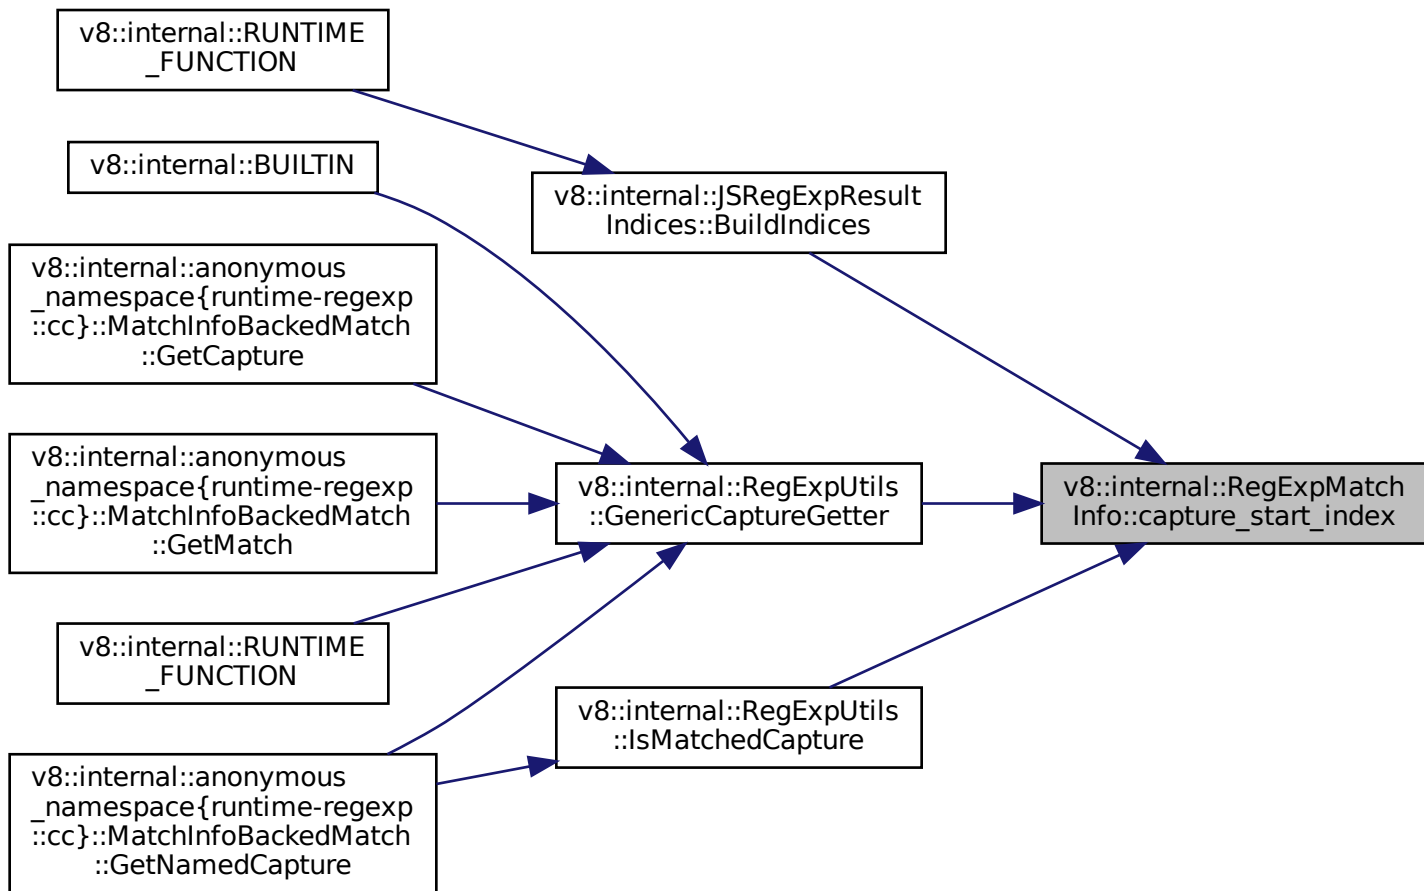 v8::internal::RUNTIME
_FUNCTION
v8::internal::BUILTIN
v8::internal::anonymous
_namespace{runtime-regexp
::cc}::MatchInfoBackedMatch
::GetCapture
v8::internal::anonymous
_namespace{runtime-regexp
::cc}::MatchInfoBackedMatch
::GetMatch
v8::internal::RUNTIME
_FUNCTION
v8::internal::anonymous
_namespace{runtime-regexp
::cc}::MatchInfoBackedMatch
::GetNamedCapture
v8::internal::JSRegExpResult
Indices::BuildIndices
v8::internal::RegExpUtils
::GenericCaptureGetter
v8::internal::RegExpUtils
::IsMatchedCapture
v8::internal::RegExpMatch
Info::capture_start_index